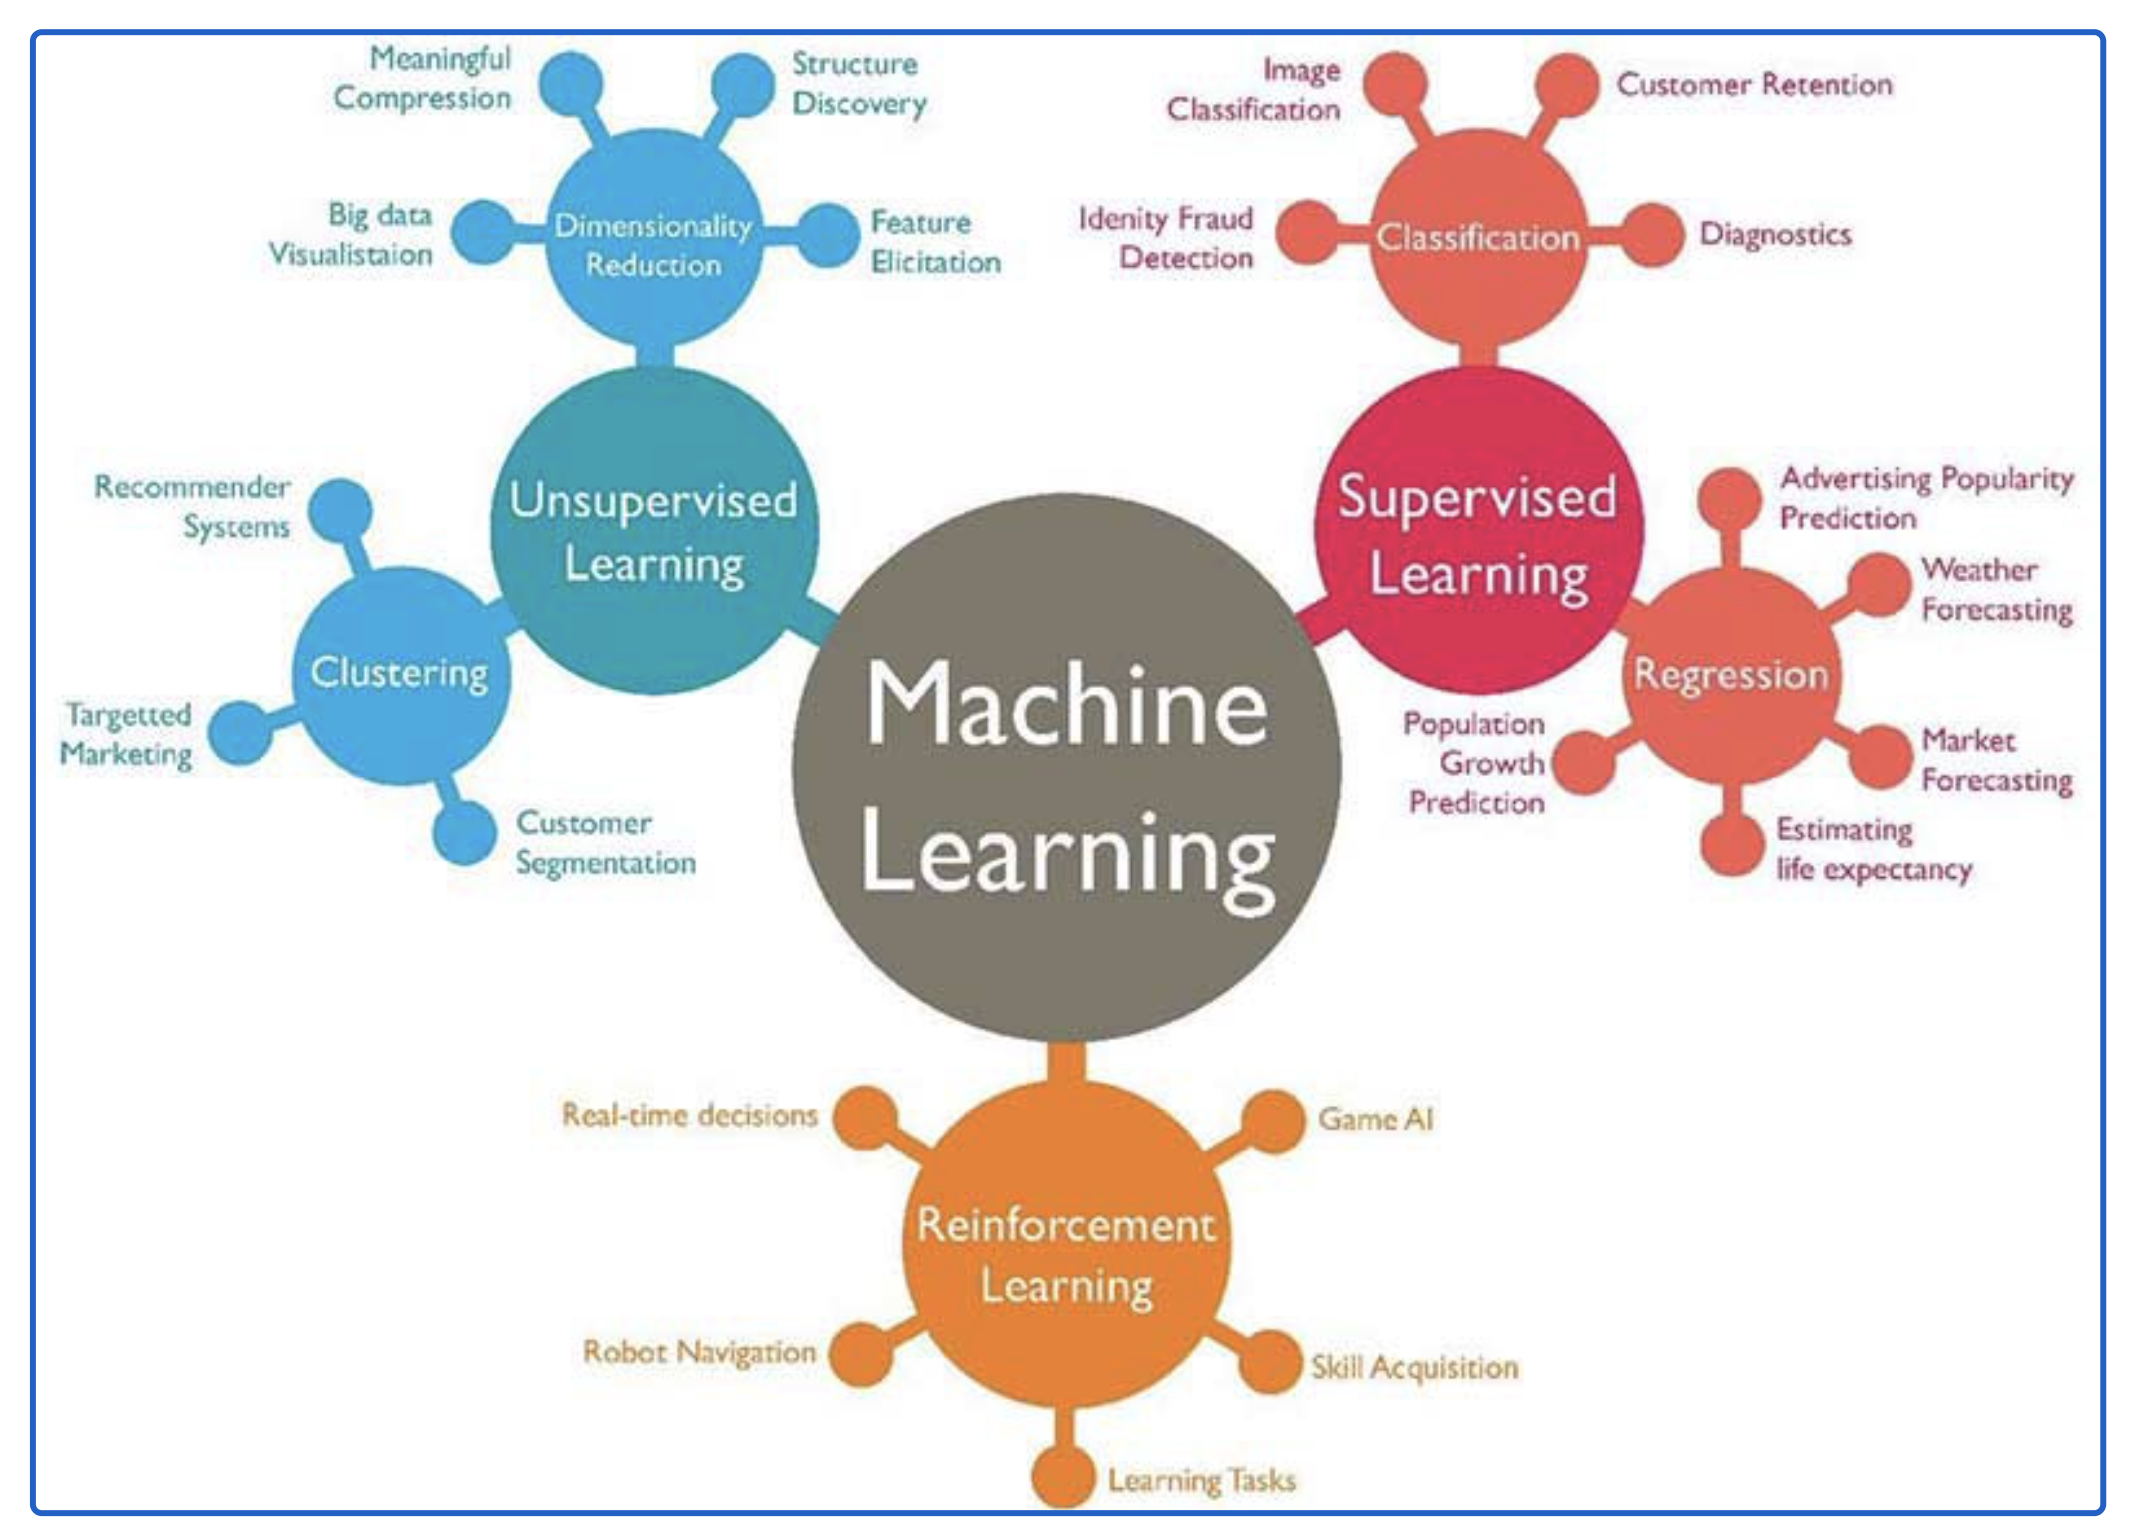 Meaningful
Compression
Structure
Discovery
Big data
Visualistaion
Dimensionality
Reduction
Feature
Elicitation
Image
Classification
Customer Retention
Idenity Fraud
Detection
Classification
Diagnostics
Recommender
Systems
Unsupervised
Learning
Clustering
Targetted
Marketing
Customer
Segmentation
Supervised
Learning
Advertising Popularity
Prediction
Weather
Forecasting
Regression
Population
Growth
Prediction
Market
Forecasting
Estimating
life expectancy
Machine
Learning
Real-time decisions
Game AI
Reinforcement
Learning
Robot Navigation
Skill Acquisition
Learning Tasks